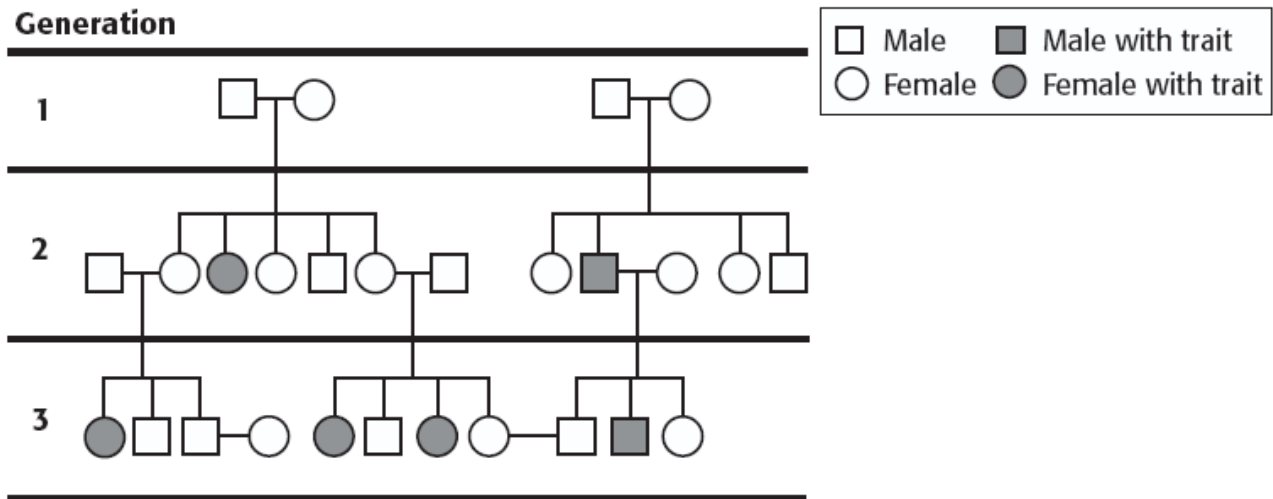 Generation
Male
Male with trait
Female
Female with trait
1
2
3